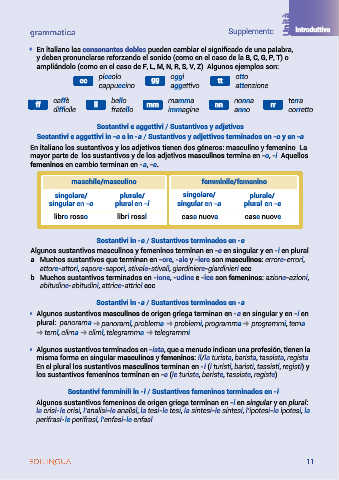 grammatica
Supplemento
Unità
Introduttiva
• En italiano las consonantes dobles pueden cambiar el significado de una palabra,
y deben pronunciarse reforzando el sonido (como en el caso de la B, C, G, P, T) o
ampliándolo (como en el caso de F, L, M, N, R, S, V, Z) Algunos ejemplos son:
cc piccolo cappuccino gg oggi aggettivo tt otto attenzione
ff caffè difficile ll bello fratello mm mamma immagine nn nonna anno rr terra corretto
Sostantivi e aggettivi / Sustantivos y adjetivos
Sostantivi e aggettivi in -o e in -a / Sustantivos y adjetivos terminados en -o y en -a
En italiano los sustantivos y los adjetivos tienen dos géneros: masculino y femenino La
mayor parte de los sustantivos y de los adjetivos masculinos termina en -o, -i Aquellos
femeninos en cambio terminan en -a, -e.
maschile/masculino femminile/femenino
singolare/ plurale/ singolare/ plurale/
singular en -o plural en -i singular en -a plural en -e
libro rosso libri rossi casa nuova case nuove
Sostantivi in -e / Sustantivos terminados en -e
Algunos sustantivos masculinos y femeninos terminan en -e en singular y en -i en plural
a Muchos sustantivos que terminan en -ore, -ale y -iere son masculinos: errore-errori,
attore-attori, sapore-sapori, stivale-stivali, giardiniere-giardinieri ecc
b Muchos sustantivos terminados en -ione, -udine e -ice son femeninos: azione-azioni,
abitudine-abitudini, attrice-attrici ecc
Sostantivi in -a / Sustantivos terminados en -a
• Algunos sustantivos masculinos de origen griega terminan en -a en singular y en -i en
plural: panorama → panorami, problema → problemi, programma → programmi, tema
→ temi, clima → climi, telegramma → telegrammi
• Algunos sustantivos terminados en -ista, que a menudo indican una profesión, tienen la
misma forma en singular masculinos y femeninos: il/la turista, barista, tassista, regista
En el plural los sustantivos masculinos terminan en -i (i turisti, baristi, tassisti, registi) y
los sustantivos femeninos terminan en -e (le turiste, bariste, tassiste, registe)
Sostantivi femminili in -i / Sustantivos femeninos terminados en -i
Algunos sustantivos femeninos de origen griega terminan en -i en singular y en plural:
la crisi-le crisi, l'analisi-le analisi, la tesi-le tesi, la sintesi-le sintesi, l'ipotesi-le ipotesi, la
perifrasi-le perifrasi, l'enfasi-le enfasi
EDILINGUA
11